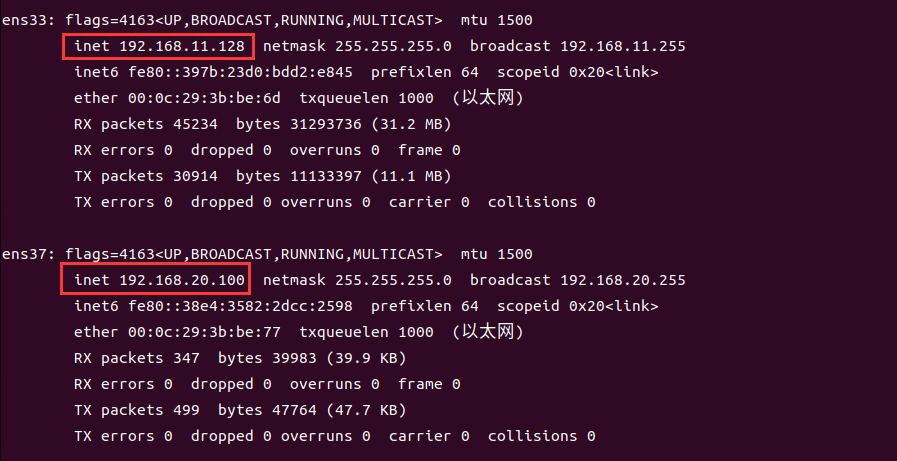 ens33: flags=4163<UP,BROADCAST,RUNNING,MULTICAST>  mtu 1500
        inet 192.168.11.128  netmask 255.255.255.0  broadcast 192.168.11.255
        inet6 fe80::397b:23d0:bdd2:e845  prefixlen 64  scopeid 0x20<link>
        ether 00:0c:29:3b:be:6d  txqueuelen 1000  (以太网)
        RX packets 45234  bytes 31293736 (31.2 MB)
        RX errors 0  dropped 0  overruns 0  frame 0
        TX packets 30914  bytes 11133397 (11.1 MB)
        TX errors 0  dropped 0 overruns 0  carrier 0  collisions 0

ens37: flags=4163<UP,BROADCAST,RUNNING,MULTICAST>  mtu 1500
        inet 192.168.20.100  netmask 255.255.255.0  broadcast 192.168.20.255
        inet6 fe80::38e4:3582:2dcc:2598  prefixlen 64  scopeid 0x20<link>
        ether 00:0c:29:3b:be:77  txqueuelen 1000  (以太网)
        RX packets 347  bytes 39983 (39.9 KB)
        RX errors 0  dropped 0  overruns 0  frame 0
        TX packets 499  bytes 47764 (47.7 KB)
        TX errors 0  dropped 0 overruns 0  carrier 0  collisions 0